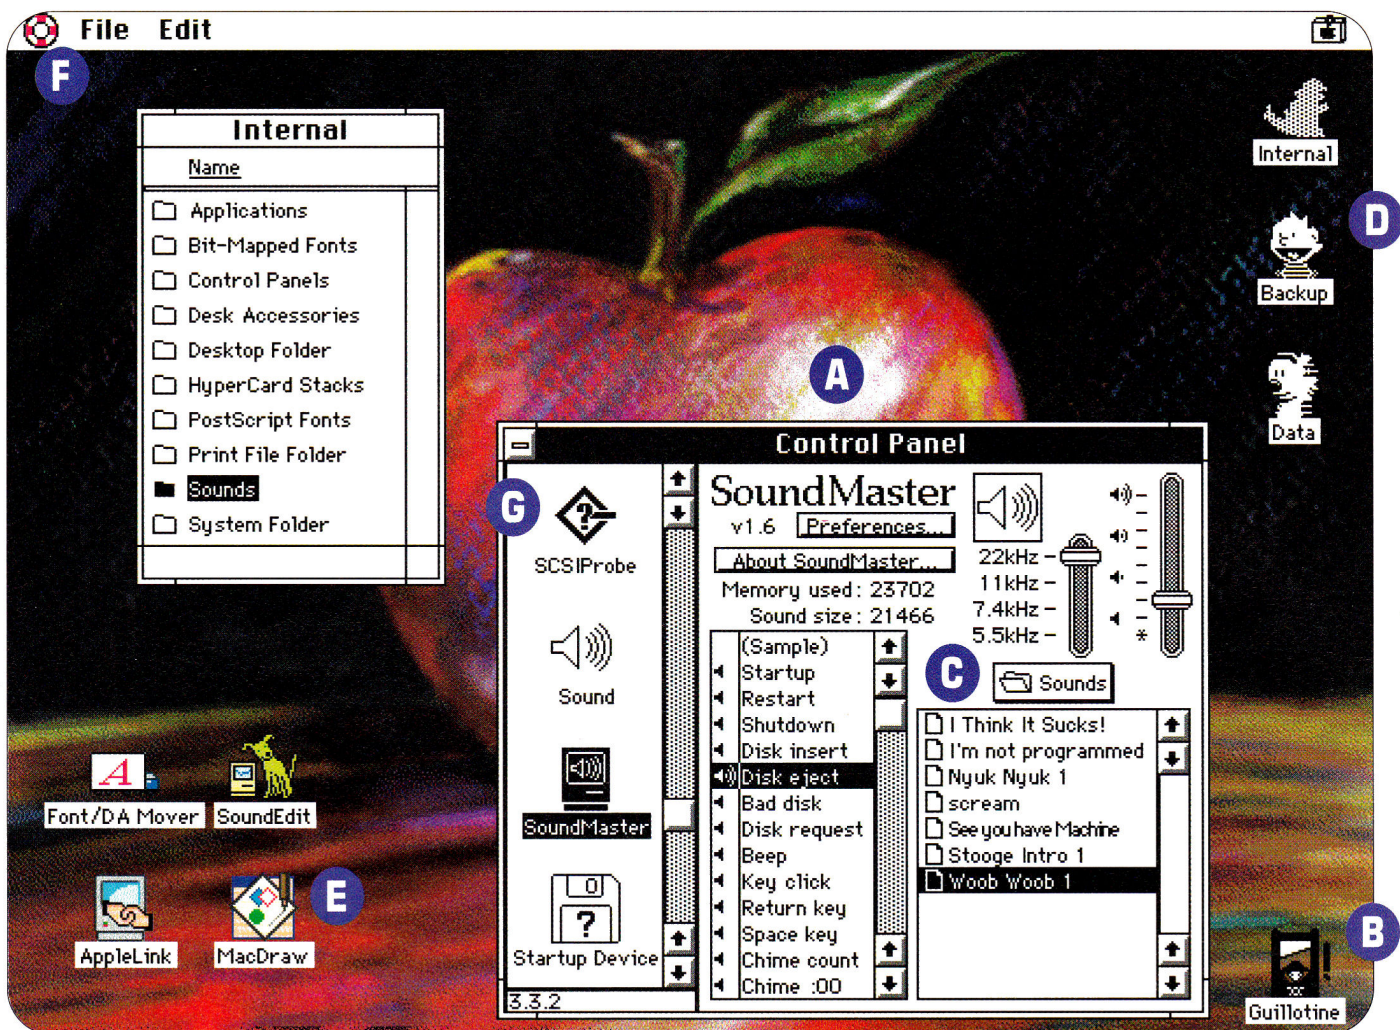 File Edit
F
Internal
Name
Applications
Bit-Mapped Fonts
Control Panels
Desk Accessories
Desktop Folder
HyperCard Stacks
PostScript Fonts
Print File Folder
Sounds
System Folder
Internal
D
Backup
Data
A
Control Panel
G
SCSIProbe
Sound
SoundMaster
Startup Device
3.3.2
SoundMaster
v1.6 Preferences...
About SoundMaster...
Memory used: 23702
Sound size: 21466
22kHz
11kHz
7.4kHz
5.5kHz
*
(Sample)
Startup
Restart
Shutdown
Disk insert
Disk eject
Bad disk
Disk request
Beep
Key click
Return key
Space key
Chime count
Chime :00
C
Sounds
I Think It Sucks!
I'm not programmed
Nyuk Nyuk 1
scream
See you have Machine
Stooge Intro 1
Woob Woob 1
Font/DA Mover
SoundEdit
AppleLink
MacDraw
E
B
Guillotine